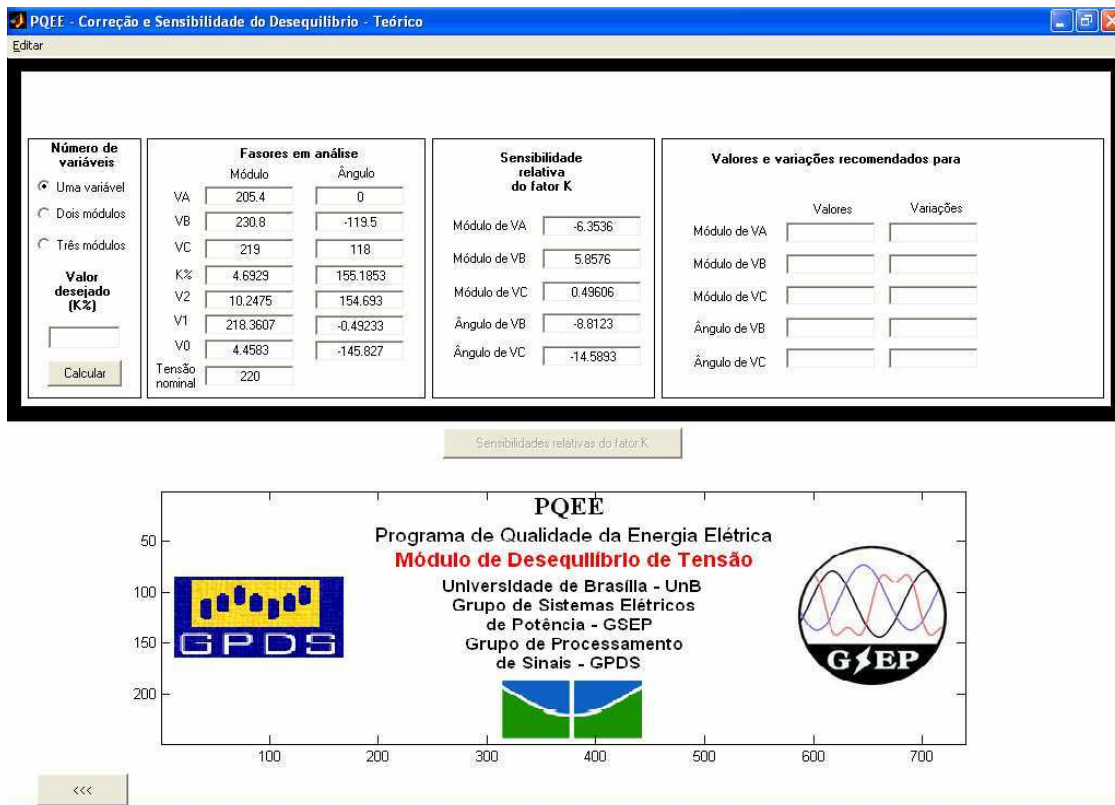 PQEE - Correção e Sensibilidade do Desequilíbrio - Teórico
Editar
Número de
variáveis
Uma variável
Dois módulos
Três módulos
Valor
desejado
(K%)
Calcular
Fasores em análise
Módulo Ângulo
VA 205.4 0
VB 230.8 -119.5
VC 219 118
K% 4.6929 155.1853
V2 10.2475 154.693
V1 218.3607 -0.49233
V0 4.4583 -145.827
Tensão
nominal 220
Sensibilidade
relativa
do fator K
Módulo de VA -6.3536
Módulo de VB 5.8576
Módulo de VC 0.49606
Ângulo de VB -8.8123
Ângulo de VC -14.5893
Valores e variações recomendados para
Valores Variações
Módulo de VA
Módulo de VB
Módulo de VC
Ângulo de VB
Ângulo de VC
Sensibilidades relativas do fator K
PQEE
Programa de Qualidade da Energia Elétrica
Módulo de Desequilíbrio de Tensão
Universidade de Brasília - UnB
Grupo de Sistemas Elétricos
de Potência - GSEP
Grupo de Processamento
de Sinais - GPDS
GPDS
GSEP
50
100
150
200
100 200 300 400 500 600 700
<<<